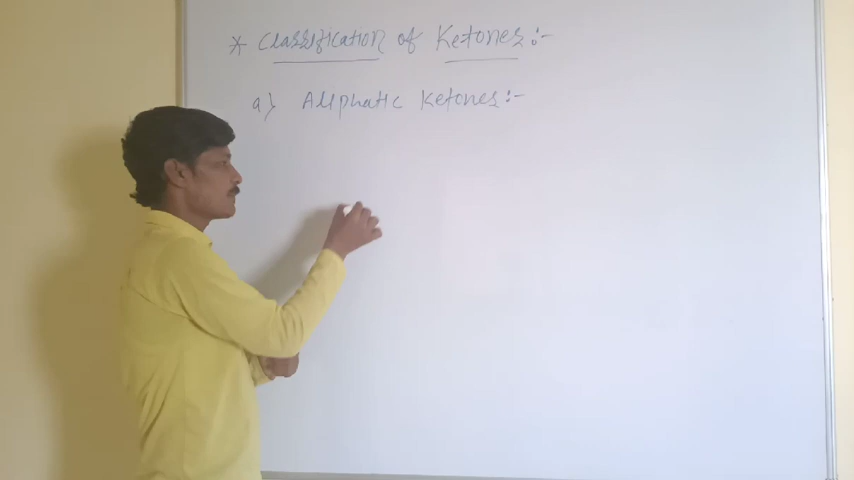 * Classification of Ketones:-
a) Aliphatic Ketones:-